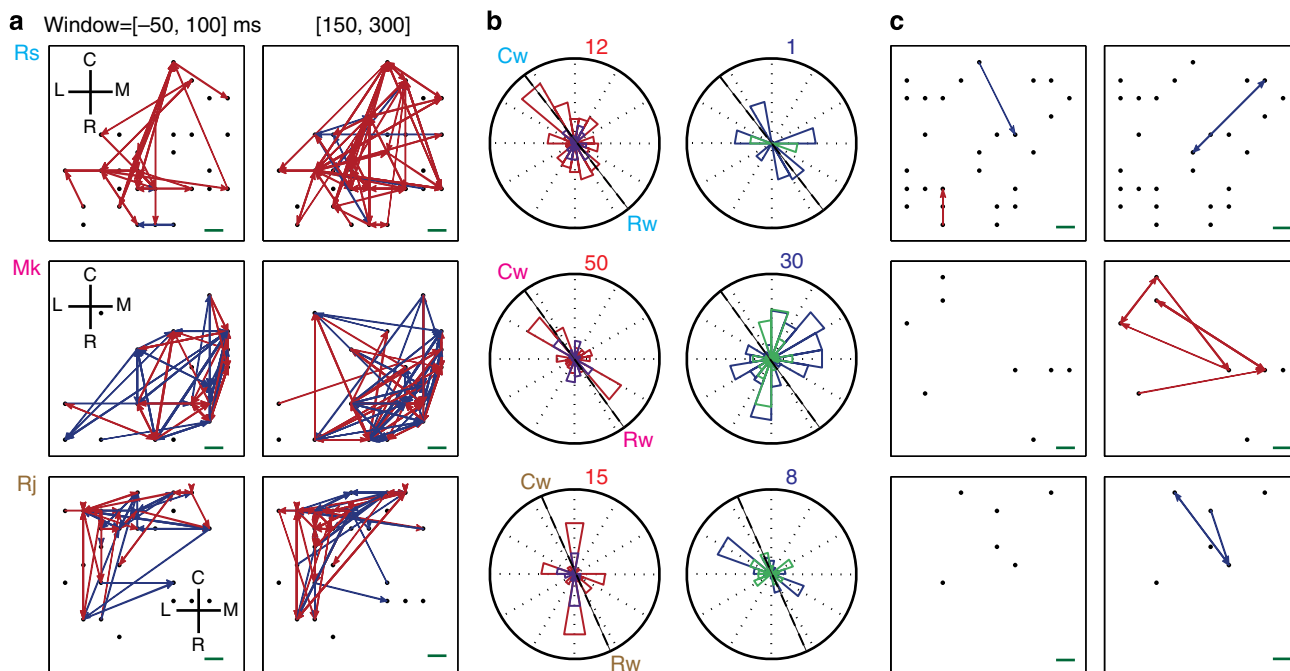 a Window=[–50, 100] ms [150, 300] b c
Rs
C
L M
R
Cw 12 1
Rw
Mk
C
L M
R
Cw 50 30
Rw
Rj
C
L M
R
Cw 15 8
Rw